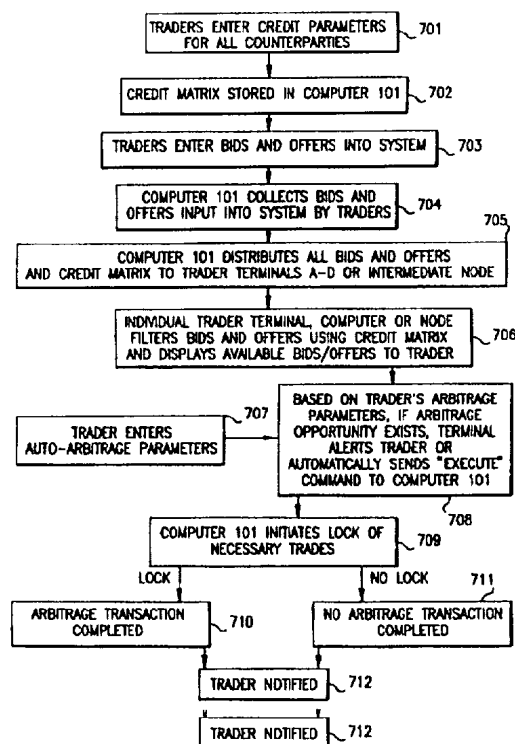 TRADERS ENTER CREDIT PARAMETERS
FOR ALL COUNTERPARTIES
701
CREDIT MATRIX STORED IN COMPUTER 101
702
TRADERS ENTER BIDS AND OFFERS INTO SYSTEM
703
COMPUTER 101 COLLECTS BIDS AND
OFFERS INPUT INTO SYSTEM BY TRADERS
704
705
COMPUTER 101 DISTRIBUTES ALL BIDS AND OFFERS
AND CREDIT MATRIX TO TRADER TERMINALS A-D OR INTERMEDIATE NODE
INDIVIDUAL TRADER TERMINAL, COMPUTER OR NODE
FILTERS BIDS AND OFFERS USING CREDIT MATRIX
AND DISPLAYS AVAILABLE BIDS/OFFERS TO TRADER
706
707
TRADER ENTERS
AUTO-ARBITRAGE PARAMETERS
BASED ON TRADER'S ARBITRAGE
PARAMETERS, IF ARBITRAGE
OPPORTUNITY EXISTS, TERMINAL
ALERTS TRADER OR
AUTOMATICALLY SENDS "EXECUTE"
COMMAND TO COMPUTER 101
708
COMPUTER 101 INITIATES LOCK OF
NECESSARY TRADES
709
LOCK
NO LOCK
711
ARBITRAGE TRANSACTION
COMPLETED
710
NO ARBITRAGE TRANSACTION
COMPLETED
TRADER NOTIFIED
712
TRADER NOTIFIED
712